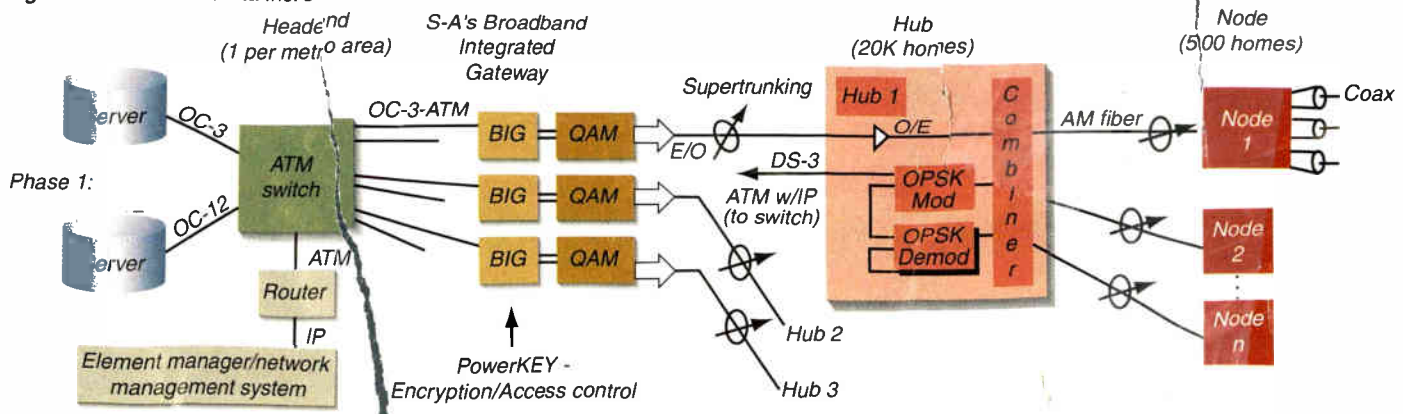 Headend
(1 per metro area)
S-A's Broadband
Integrated
Gateway
Hub
(20K homes)
Node
(500 homes)
Phase 1:
Server
OC-3
OC-12
Server
ATM
switch
ATM
Router
IP
Element manager/network
management system
OC-3-ATM
BIG
QAM
BIG
QAM
BIG
QAM
PowerKEY -
Encryption/Access control
E/O
Supertrunking
DS-3
ATM w/IP
(to switch)
Hub 2
Hub 3
Hub 1
O/E
OPSK
Mod
OPSK
Demod
Combiner
AM fiber
Node
1
Coax
Node
2
Node
n